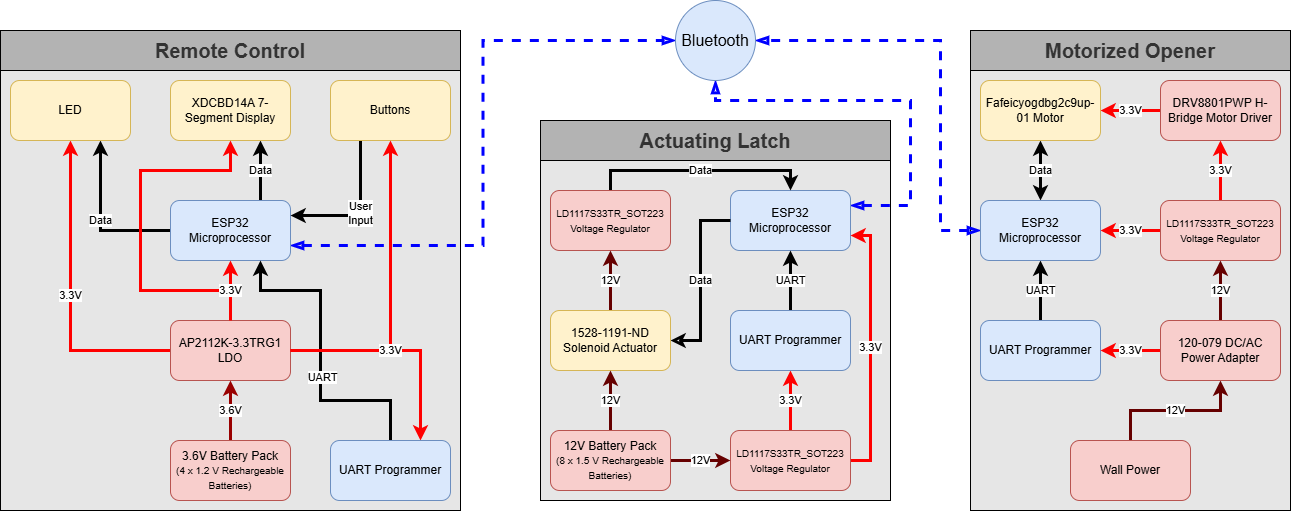 Bluetooth
Remote Control
LED
XDCBD14A 7-
Segment Display
Buttons
Data
User
Input
Data
ESP32
Microprocessor
3.3V
3.3V
AP2112K-3.3TRG1
LDO
3.3V
UART
3.6V
3.6V Battery Pack
(4 x 1.2 V Rechargeable
Batteries)
UART Programmer
Actuating Latch
Data
LD1117S33TR_SOT223
Voltage Regulator
ESP32
Microprocessor
12V
Data
UART
1528-1191-ND
Solenoid Actuator
UART Programmer
3.3V
12V
3.3V
12V Battery Pack
(8 x 1.5 V Rechargeable
Batteries)
12V
LD1117S33TR_SOT223
Voltage Regulator
Motorized Opener
Fafeicyogdbg2c9up-
01 Motor
3.3V
DRV8801PWP H-
Bridge Motor Driver
Data
3.3V
ESP32
Microprocessor
3.3V
LD1117S33TR_SOT223
Voltage Regulator
UART
12V
UART Programmer
3.3V
120-079 DC/AC
Power Adapter
12V
Wall Power